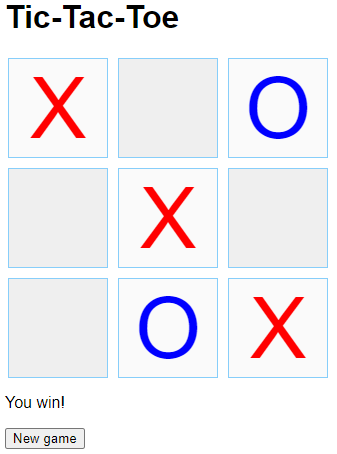 Tic-Tac-Toe
X O
X
O X
You win!
New game